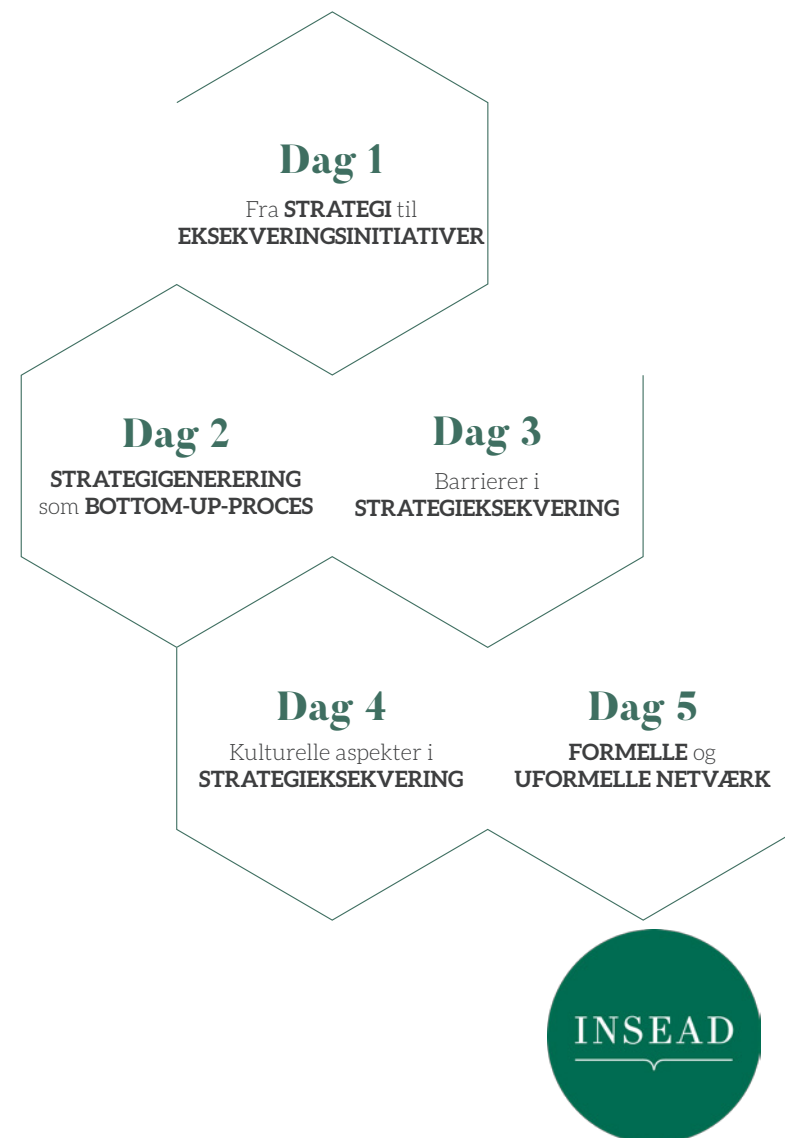 Dag 1
Fra STRATEGI til
EKSEKVERINGSINITIATIVER
Dag 2
STRATEGIGENERERING
som BOTTOM-UP-PROCES
Dag 3
Barrierer i
STRATEGIEKSEKVERING
Dag 4
Kulturelle aspekter i
STRATEGIEKSEKVERING
Dag 5
FORMELLE og
UFORMELLE NETVÆRK
INSEAD